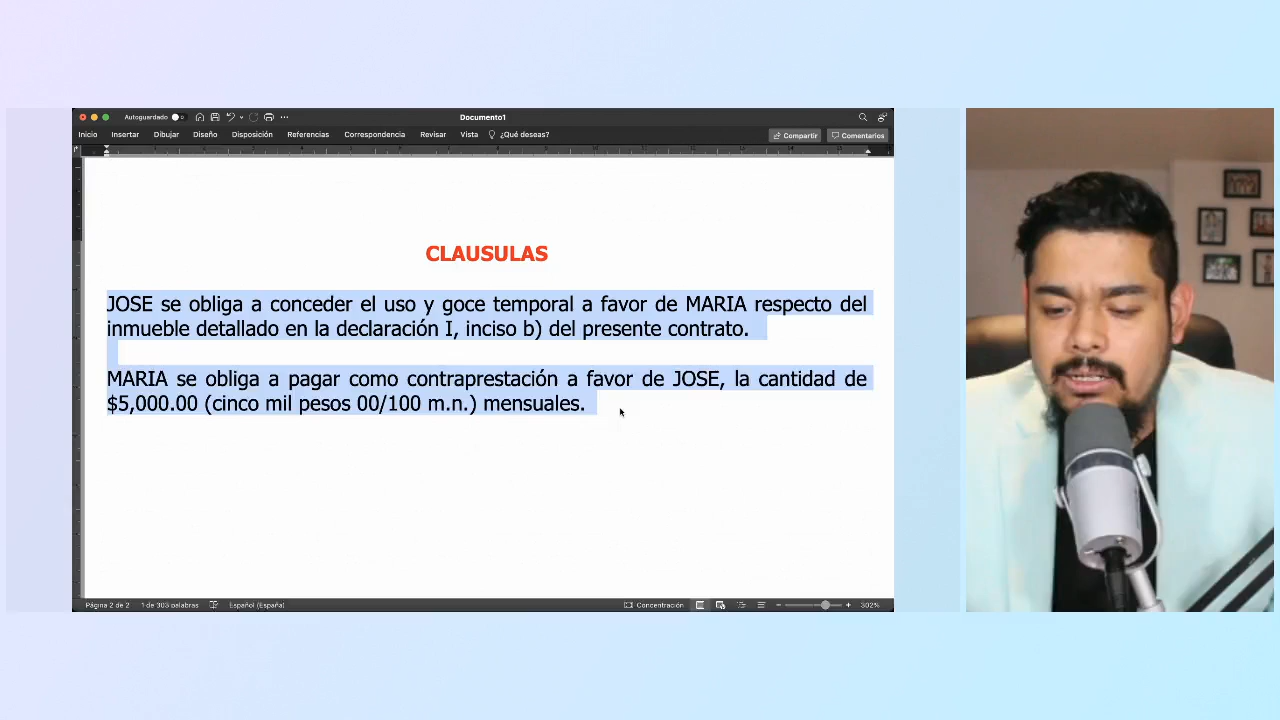 Autoguardado
Documento1
Inicio Insertar Dibujar Diseño Disposición Referencias Correspondencia Revisar Vista ¿Qué deseas? Compartir Comentarios
CLAUSULAS
JOSE se obliga a conceder el uso y goce temporal a favor de MARIA respecto del
inmueble detallado en la declaración I, inciso b) del presente contrato.
MARIA se obliga a pagar como contraprestación a favor de JOSE, la cantidad de
$5,000.00 (cinco mil pesos 00/100 m.n.) mensuales.
Página 2 de 2 1 de 303 palabras Español (España) Concentración 302%